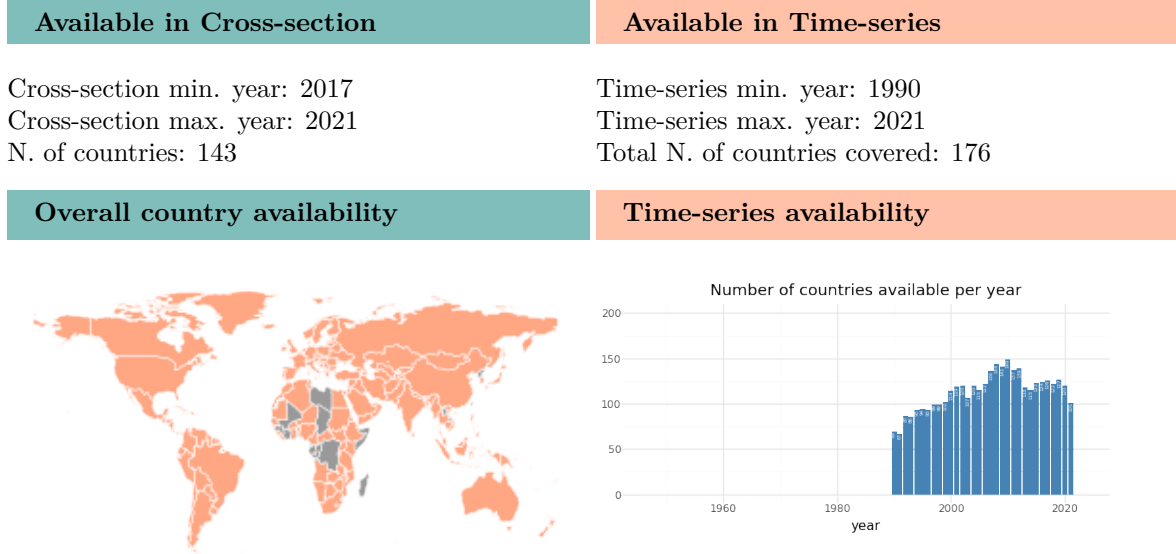 Available in Cross-section
Available in Time-series
Cross-section min. year: 2017
Cross-section max. year: 2021
N. of countries: 143
Time-series min. year: 1990
Time-series max. year: 2021
Total N. of countries covered: 176
Overall country availability
Time-series availability
Number of countries available per year
200
150
100
50
0
1960
1980
2000
2020
year